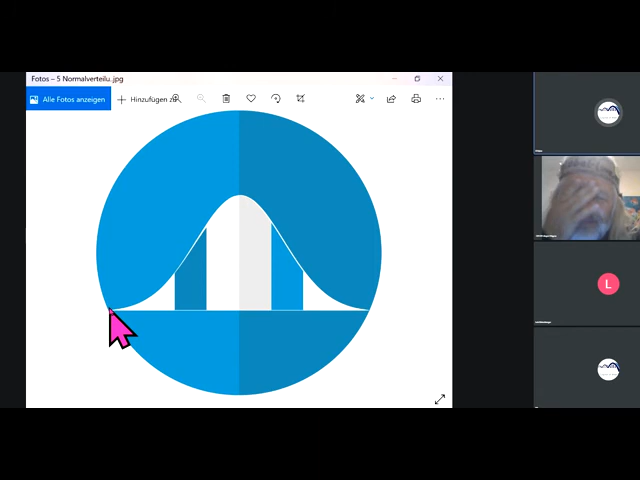 Fotos – 5 Normalverteilu.jpg
Alle Fotos anzeigen
Hinzufügen zu
L